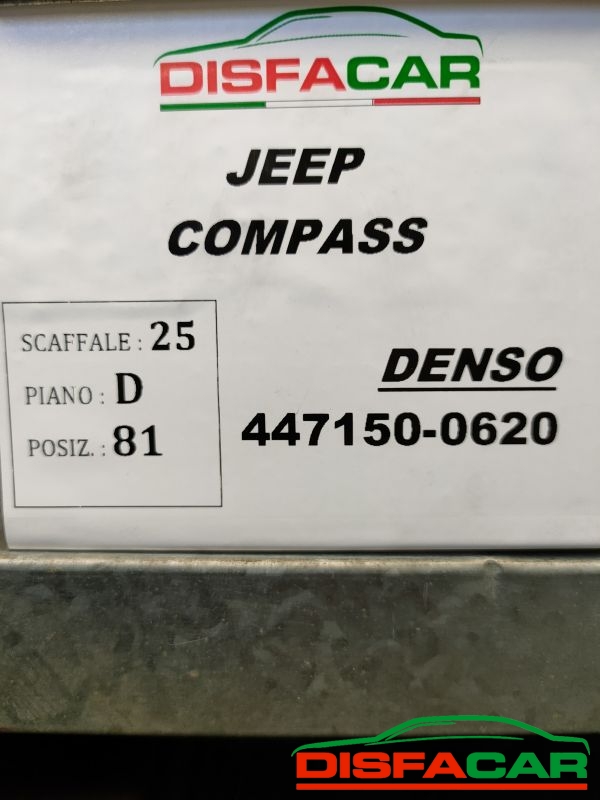 DISFACAR
JEEP
COMPASS
SCAFFALE : 25
PIANO : D
POSIZ. : 81
DENSO
447150-0620
DISFACAR